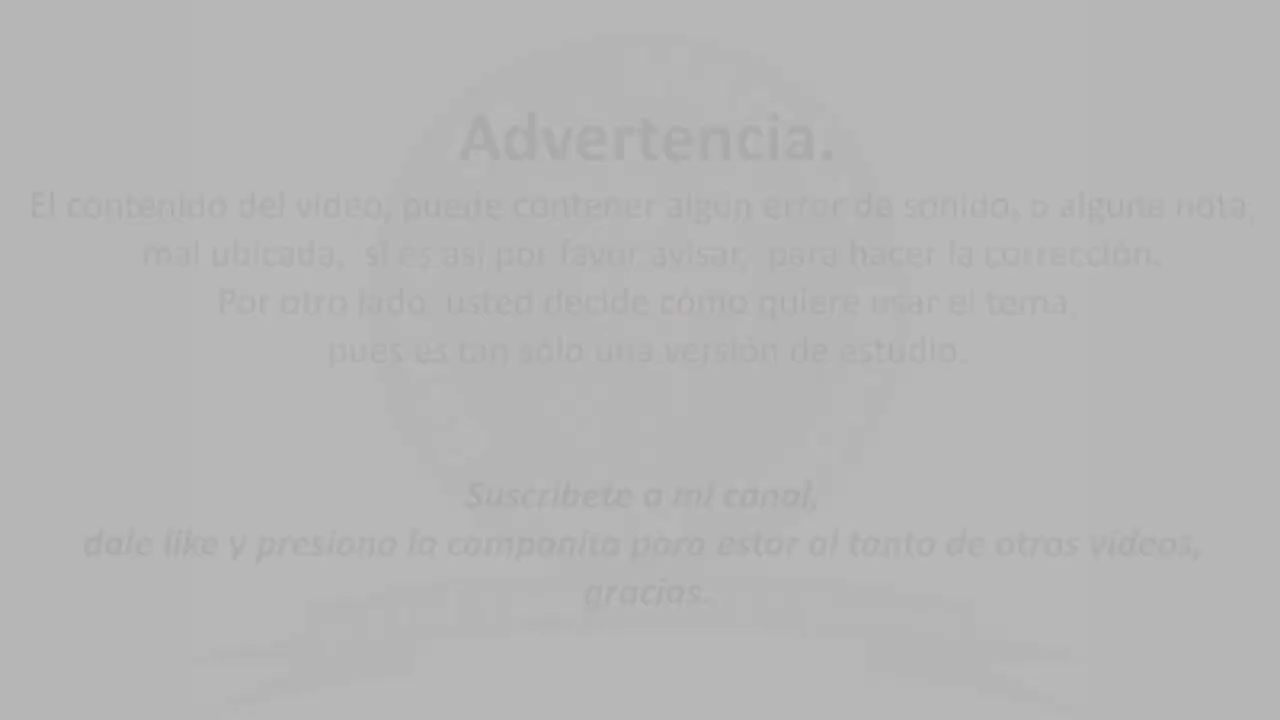 Advertencia.
El contenido del video, puede contener algún error de sonido, o alguna nota,
mal ubicada, si es así por favor avisar, para hacer la corrección.
Por otro lado, usted decide cómo quiere usar el tema,
pues es tan sólo una versión de estudio.
Suscríbete a mi canal,
dale like y presiona la campanita para estar al tanto de otros videos,
gracias..